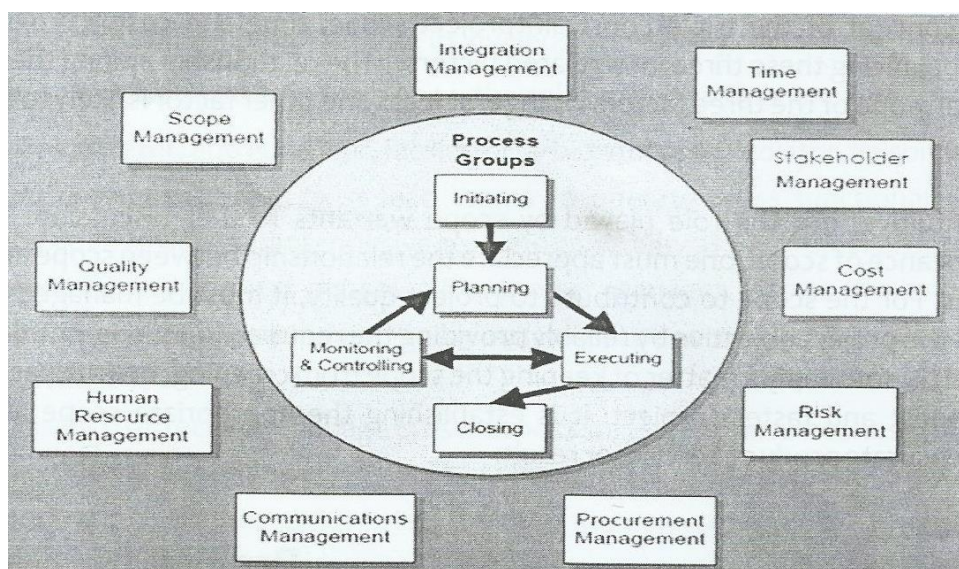 Integration
Management
Time
Management
Scope
Management
Stakeholder
Management
Process
Groups
Initiating
Quality
Management
Planning
Cost
Management
Monitoring
& Controlling
Executing
Human
Resource
Management
Closing
Risk
Management
Communications
Management
Procurement
Management